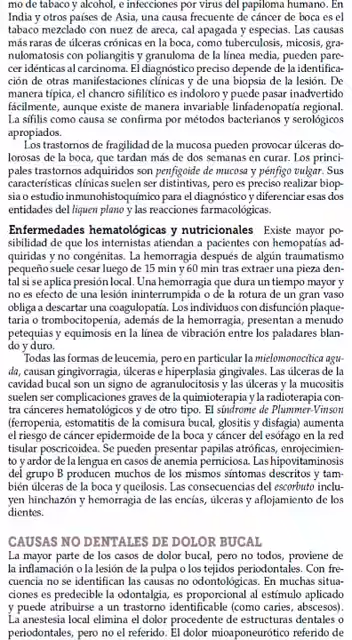 mo de tabaco y alcohol, e infecciones por virus del papiloma humano. En
India y otros países de Asia, una causa frecuente de cáncer de boca es el
tabaco mezclado con nuez de areca, cal apagada y especias. Las causas
más raras de úlceras crónicas en la boca, como tuberculosis, micosis, gra-
nulomatosis con poliangitis y granuloma de la línea media, pueden pare-
cer idénticas al carcinoma. El diagnóstico preciso depende de la identifica-
ción de otras manifestaciones clínicas y de una biopsia de la lesión. De
manera típica, el chancro sifilítico es indoloro y puede pasar inadvertido
fácilmente, aunque existe de manera invariable linfadenopatía regional.
La sífilis como causa se confirma por métodos bacterianos y serológicos
apropiados.
Los trastornos de fragilidad de la mucosa pueden provocar úlceras do-
lorosas de la boca, que tardan más de dos semanas en curar. Los princi-
pales trastornos adquiridos son penfigoide de mucosa y pénfigo vulgar. Sus
características clínicas suelen ser distintivas, pero es preciso realizar biop-
sia o estudio inmunohistoquímico para el diagnóstico y diferenciar esas dos
entidades del liquen plano y las reacciones farmacológicas.
Enfermedades hematológicas y nutricionales Existe mayor po-
sibilidad de que los internistas atiendan a pacientes con hemopatías ad-
quiridas y no congénitas. La hemorragia después de algún traumatismo
pequeño suele cesar luego de 15 min y 60 min tras extraer una pieza den-
tal si se aplica presión local. Una hemorragia que dura un tiempo mayor y
no es efecto de una lesión ininterrumpida o de la rotura de un gran vaso
obliga a descartar una coagulopatía. Los individuos con disfunción plaque-
taria o trombocitopenia, además de la hemorragia, presentan a menudo
petequias y equimosis en la línea de vibración entre los paladares blan-
do y duro.
Todas las formas de leucemia, pero en particular la mielomonocítica agu-
da, causan gingivorragia, úlceras e hiperplasia gingivales. Las úlceras de la
cavidad bucal son un signo de agranulocitosis y las úlceras y la mucositis
suelen ser complicaciones graves de la quimioterapia y la radioterapia con-
tra cánceres hematológicos y de otro tipo. El síndrome de Plummer-Vinson
(ferropenia, estomatitis de la comisura bucal, glositis y disfagia) aumenta
el riesgo de cáncer epidermoide de la boca y cáncer del esófago en la red
tisular poscricoidea. Se pueden presentar papilas atróficas, enrojecimien-
to y ardor de la lengua en casos de anemia perniciosa. Las hipovitaminosis
del grupo B producen muchos de los mismos síntomas descritos y tam-
bién úlceras de la boca y queilosis. Las consecuencias del escorbuto inclu-
yen hinchazón y hemorragia de las encías, úlceras y aflojamiento de los
dientes.
CAUSAS NO DENTALES DE DOLOR BUCAL
La mayor parte de los casos de dolor bucal, pero no todos, proviene de
la inflamación o la lesión de la pulpa o los tejidos periodontales. Con fre-
cuencia no se identifican las causas no odontológicas. En muchas situa-
ciones es predecible la odontalgia, es proporcional al estímulo aplicado
y puede atribuirse a un trastorno identificable (como caries, abscesos).
La anestesia local elimina el dolor procedente de estructuras dentales o
periodontales, pero no el referido. El dolor mioaponeurótico referido de